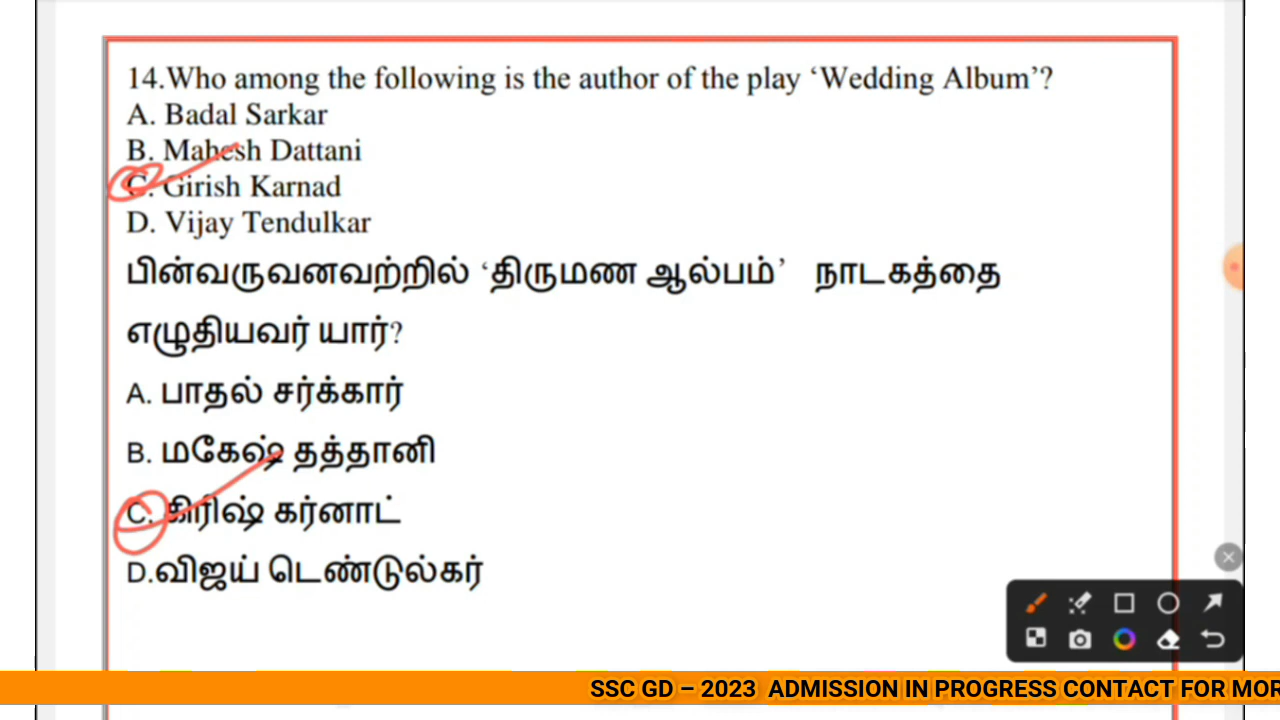 14.Who among the following is the author of the play ‘Wedding Album’?
A. Badal Sarkar
B. Mahesh Dattani
C. Girish Karnad
D. Vijay Tendulkar
பின்வருவனவற்றில் ‘திருமண ஆல்பம்’ நாடகத்தை
எழுதியவர் யார்?
A. பாதல் சர்க்கார்
B. மகேஷ் தத்தானி
C. கிரிஷ் கர்னாட்
D.விஜய் டெண்டுல்கர்
SSC GD – 2023 ADMISSION IN PROGRESS CONTACT FOR MOR